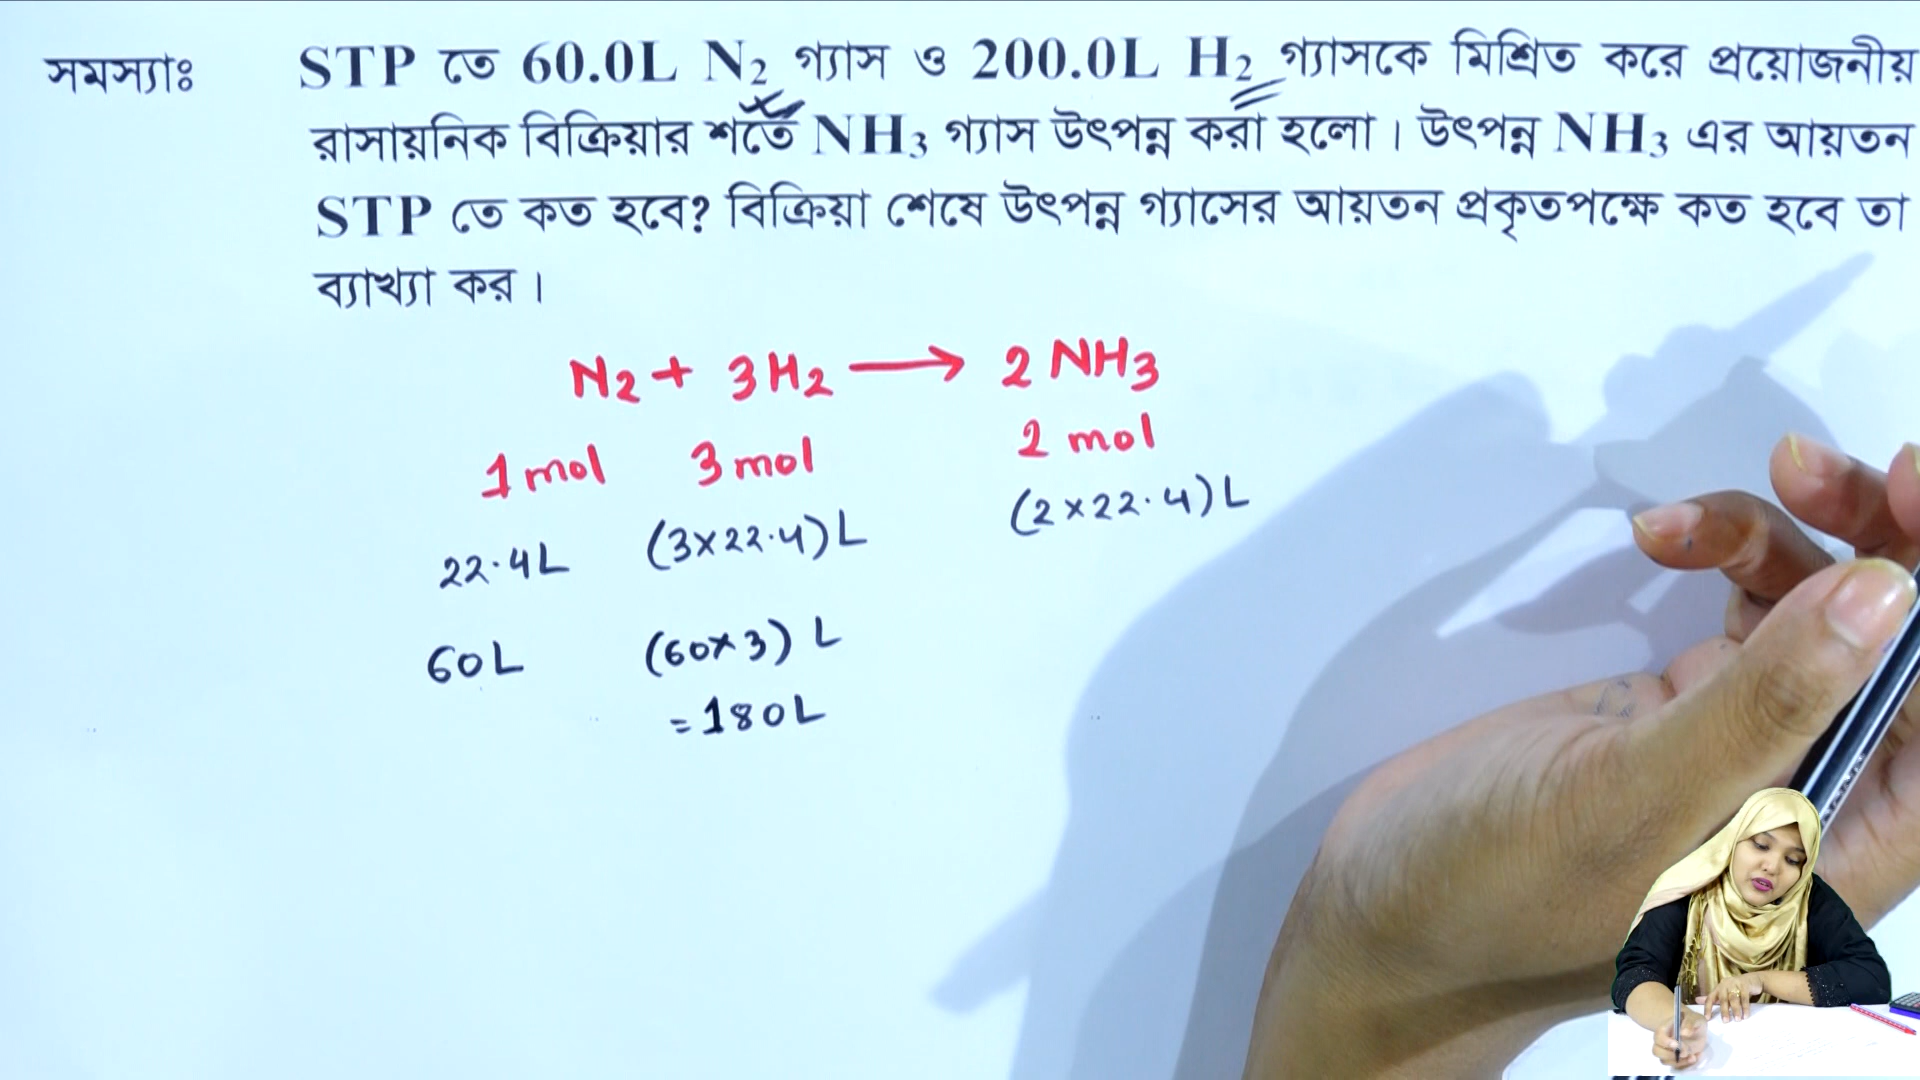 সমস্যাঃ STP তে 60.0L N₂ গ্যাস ও 200.0L H₂ গ্যাসকে মিশ্রিত করে প্রয়োজনীয়
রাসায়নিক বিক্রিয়ার শর্তে NH₃ গ্যাস উৎপন্ন করা হলো। উৎপন্ন NH₃ এর আয়তন
STP তে কত হবে? বিক্রিয়া শেষে উৎপন্ন গ্যাসের আয়তন প্রকৃতপক্ষে কত হবে তা
ব্যাখ্যা কর।
N₂ + 3H₂ ⟶ 2 NH₃
1 mol 3 mol 2 mol
22.4L (3×22.4)L (2×22.4)L
60L (60×3) L
= 180L